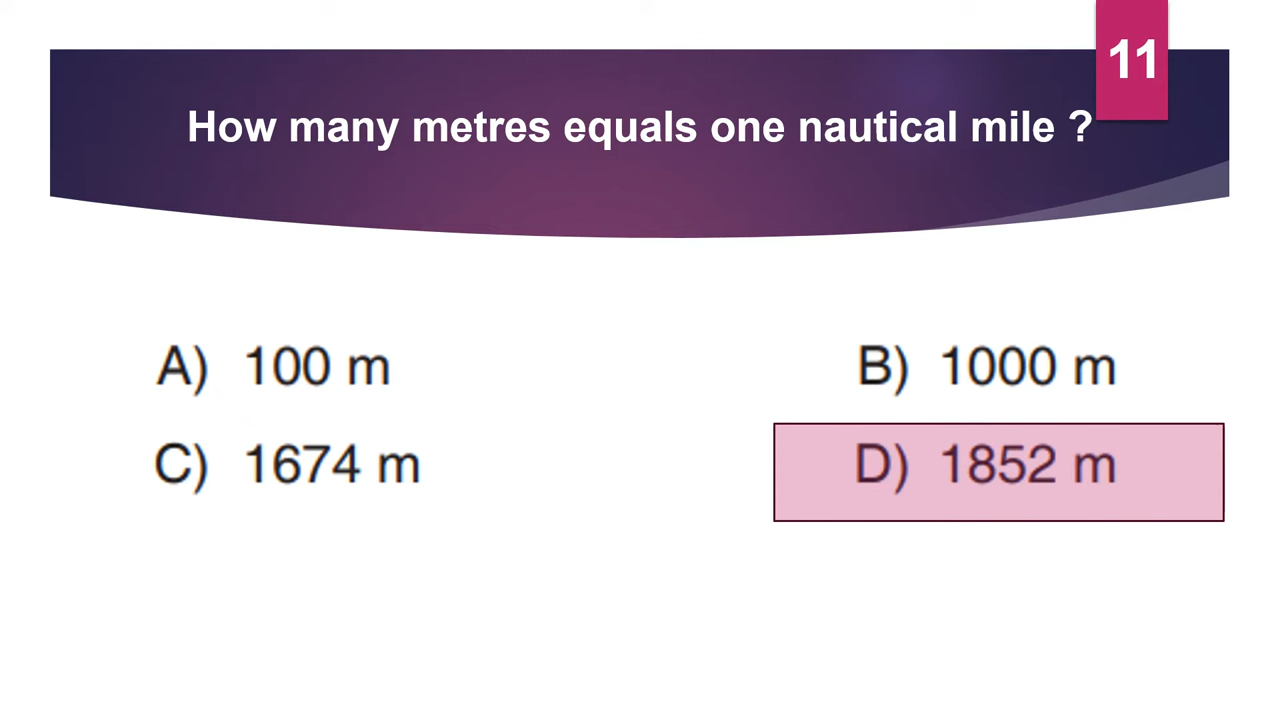 11
How many metres equals one nautical mile ?
A) 100 m
B) 1000 m
C) 1674 m
D) 1852 m